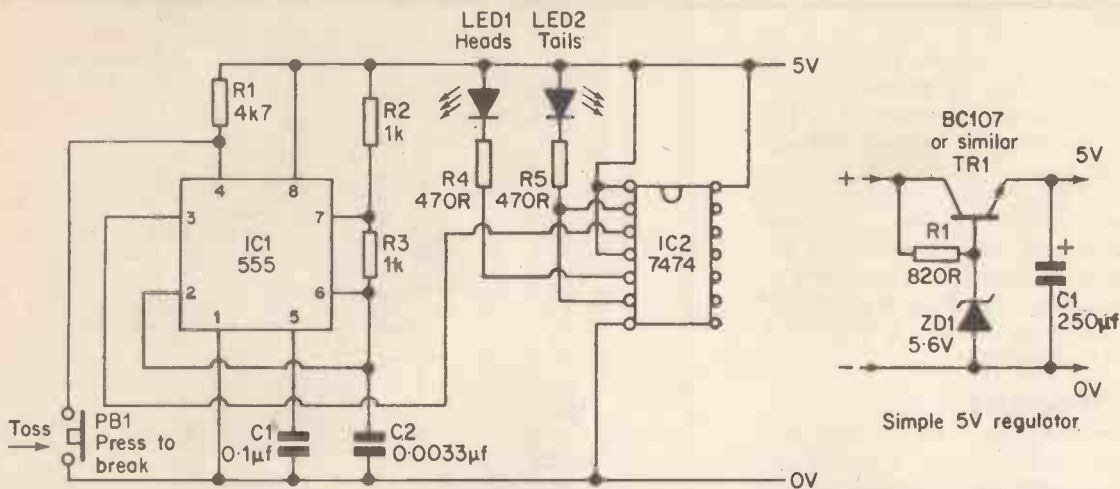 LED1 LED2
Heads Tails
5V
R1
4k7
R2
1k
R4
470R
R5
470R
4
8
3
7
IC1
555
R3
1k
2
6
1
5
IC2
7474
Toss
PB1
Press to
break
C1
0·1µf
C2
0·0033µf
0V
BC107
or similar
TR1
5V
+
R1
820R
+
ZD1
5·6V
C1
250µf
-
0V
Simple 5V regulator